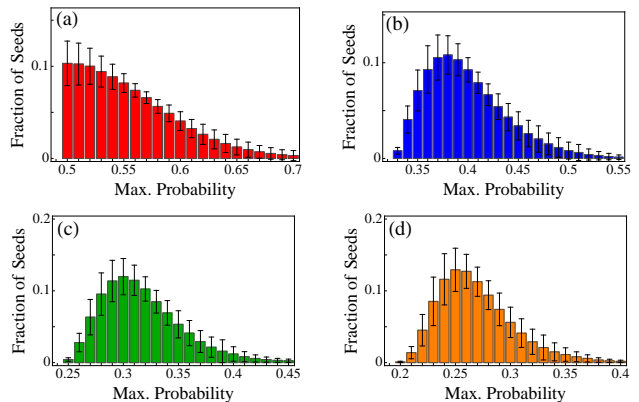 (a)
Fraction of Seeds
0.1
0
0.5 0.55 0.6 0.65 0.7
Max. Probability
(b)
Fraction of Seeds
0.1
0
0.35 0.4 0.45 0.5 0.55
Max. Probability
(c)
Fraction of Seeds
0.2
0.1
0
0.25 0.3 0.35 0.4 0.45
Max. Probability
(d)
Fraction of Seeds
0.2
0.1
0
0.2 0.25 0.3 0.35 0.4
Max. Probability